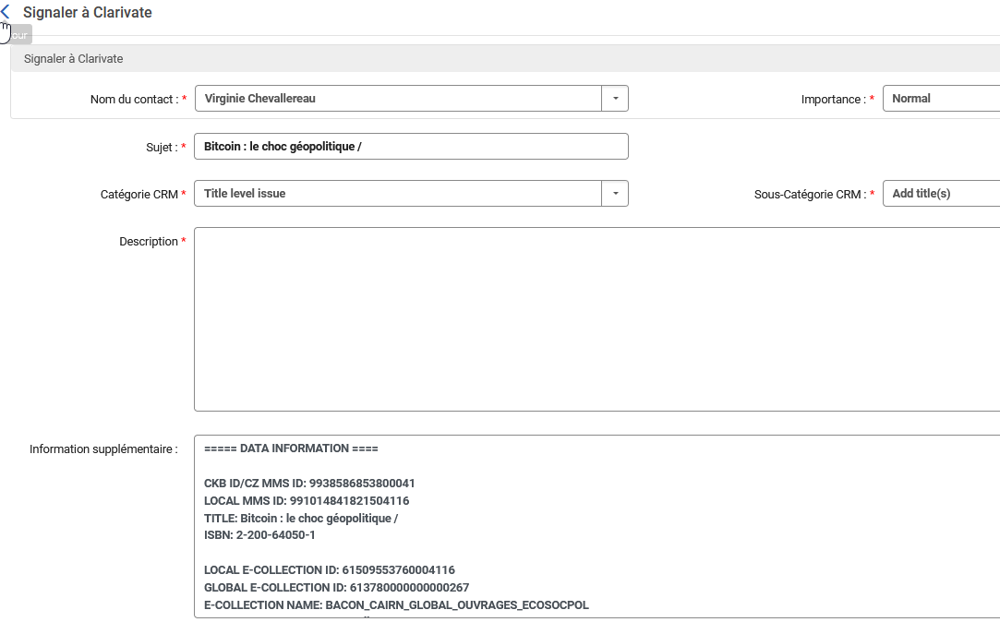 Signaler à Clarivate
our
Signaler à Clarivate
Nom du contact : * Virginie Chevallereau Importance : * Normal
Sujet : * Bitcoin : le choc géopolitique /
Catégorie CRM * Title level issue Sous-Catégorie CRM : * Add title(s)
Description *
Information supplémentaire : ===== DATA INFORMATION ====
CKB ID/CZ MMS ID: 9938586853800041
LOCAL MMS ID: 991014841821504116
TITLE: Bitcoin : le choc géopolitique /
ISBN: 2-200-64050-1
LOCAL E-COLLECTION ID: 61509553760004116
GLOBAL E-COLLECTION ID: 613780000000000267
E-COLLECTION NAME: BACON_CAIRN_GLOBAL_OUVRAGES_ECOSOCPOL